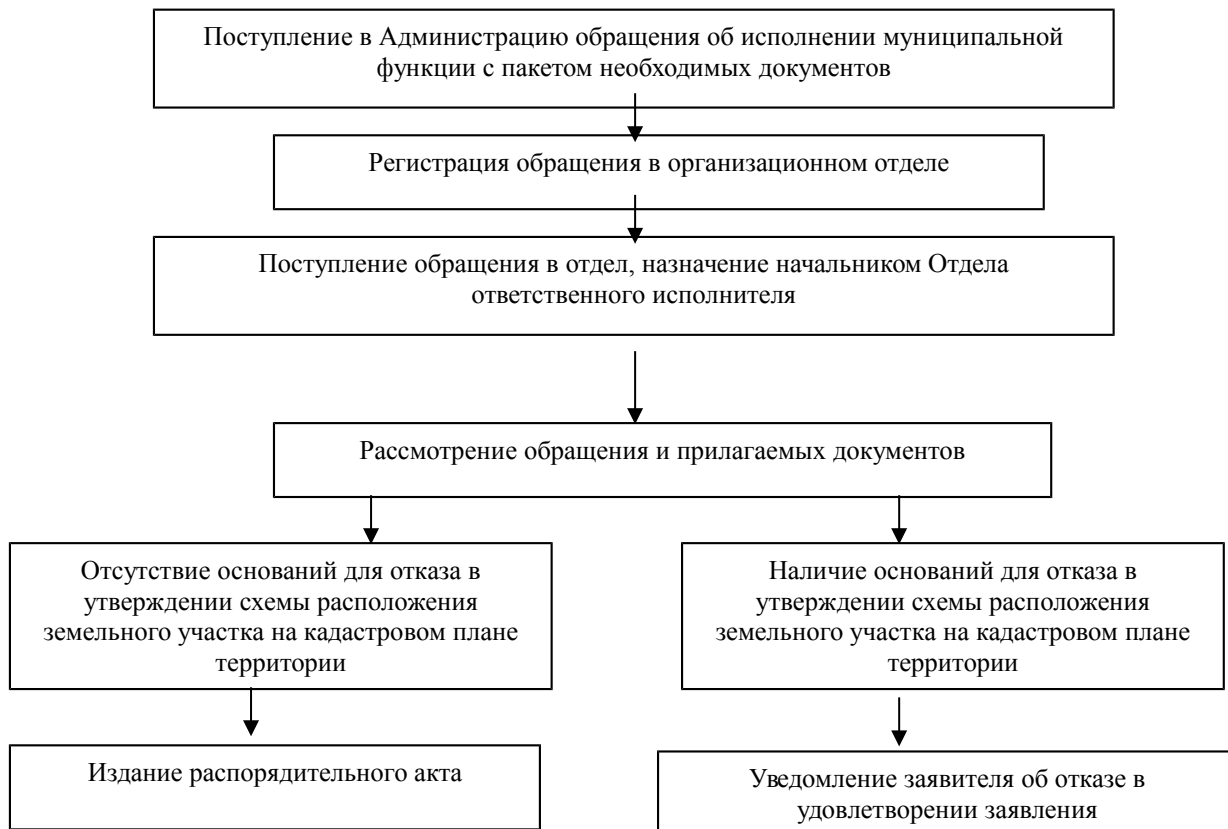 Поступление в Администрацию обращения об исполнении муниципальной
функции с пакетом необходимых документов
Регистрация обращения в организационном отделе
Поступление обращения в отдел, назначение начальником Отдела
ответственного исполнителя
Рассмотрение обращения и прилагаемых документов
Отсутствие оснований для отказа в
утверждении схемы расположения
земельного участка на кадастровом плане
территории
Наличие оснований для отказа в
утверждении схемы расположения
земельного участка на кадастровом плане
территории
Издание распорядительного акта
Уведомление заявителя об отказе в
удовлетворении заявления